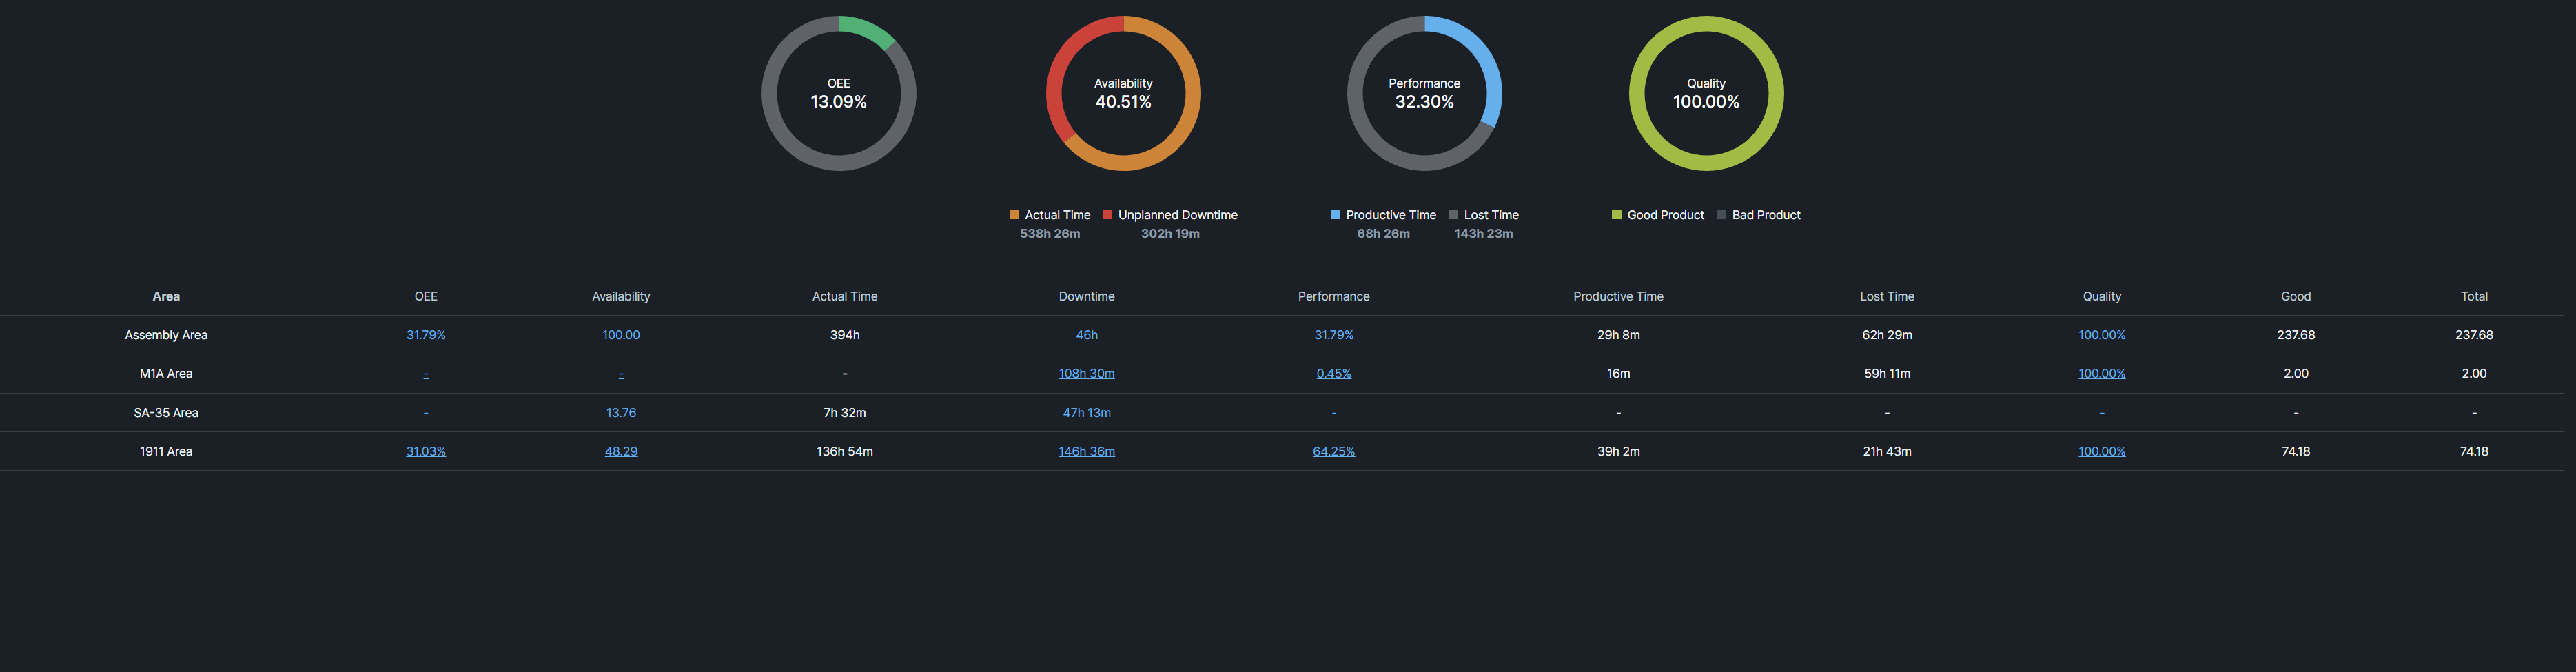 OEE
13.09%
Availability
40.51%
Performance
32.30%
Quality
100.00%
Actual Time Unplanned Downtime
538h 26m 302h 19m
Productive Time Lost Time
68h 26m 143h 23m
Good Product Bad Product
Area OEE Availability Actual Time Downtime Performance Productive Time Lost Time Quality Good Total
Assembly Area 31.79% 100.00 394h 46h 31.79% 29h 8m 62h 29m 100.00% 237.68 237.68
M1A Area - - - 108h 30m 0.45% 16m 59h 11m 100.00% 2.00 2.00
SA-35 Area - 13.76 7h 32m 47h 13m - - - - - -
1911 Area 31.03% 48.29 136h 54m 146h 36m 64.25% 39h 2m 21h 43m 100.00% 74.18 74.18